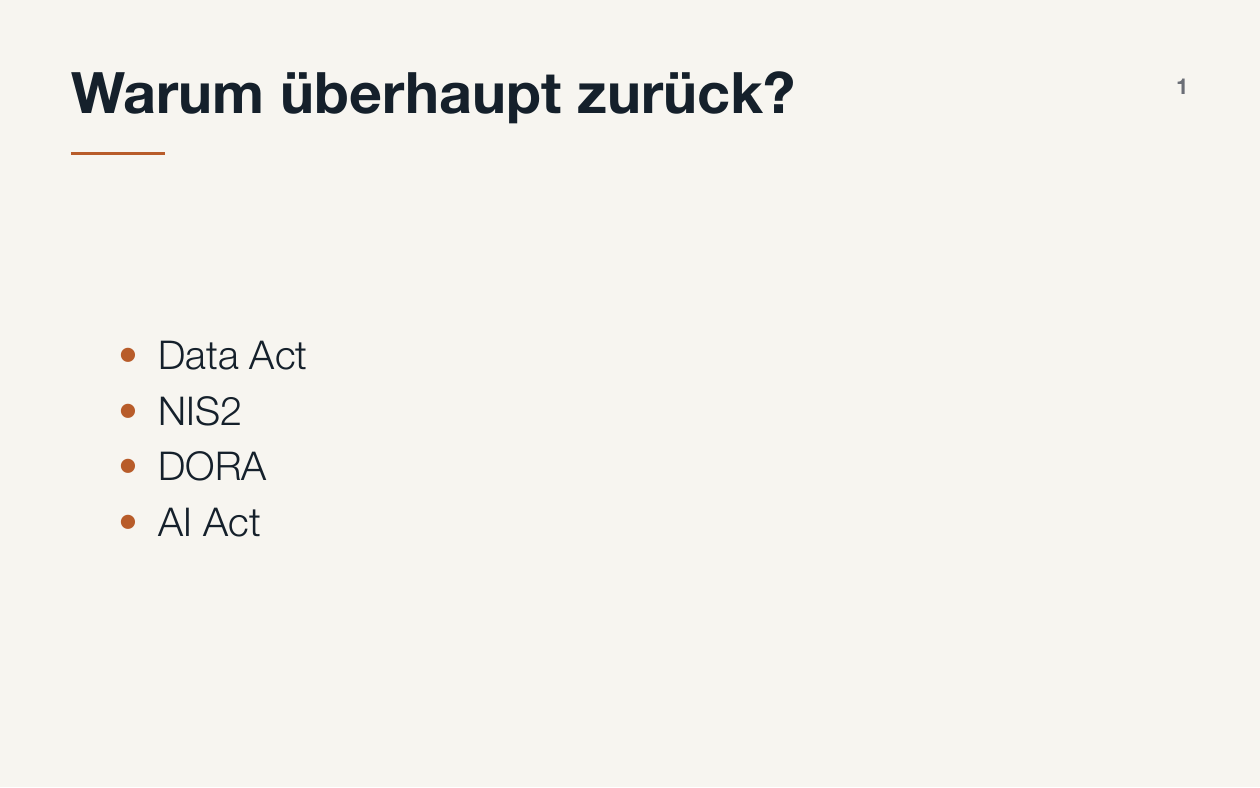 Warum überhaupt zurück?
1
Data Act
NIS2
DORA
AI Act